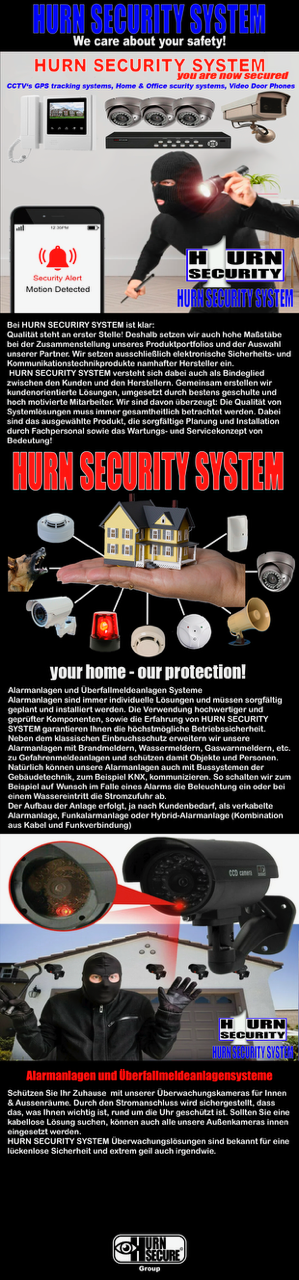 HURN SECURITY SYSTEM
We care about your safety!
HURN SECURITY SYSTEM
you are now secured
CCTV's GPS tracking systems, Home & Office scurity systems, Video Door Phones
12:30PM
Security Alert
Motion Detected
HURN
SECURITY
HURN SECURITY SYSTEM
Bei HURN SECURIRY SYSTEM ist klar:
Qualität steht an erster Stelle! Deshalb setzen wir auch hohe Maßstäbe
bei der Zusammenstellung unseres Produktportfolios und der Auswahl
unserer Partner. Wir setzen ausschließlich elektronische Sicherheits- und
Kommunikationstechnikprodukte namhafter Hersteller ein.
HURN SECURITY SYSTEM versteht sich dabei auch als Bindeglied
zwischen den Kunden und den Herstellern. Gemeinsam erstellen wir
kundenorientierte Lösungen, umgesetzt durch bestens geschulte und
hoch motivierte Mitarbeiter. Wir sind davon überzeugt: Die Qualität von
Systemlösungen muss immer gesamtheitlich betrachtet werden. Dabei
sind das ausgewählte Produkt, die sorgfältige Planung und Installation
durch Fachpersonal sowie das Wartungs- und Servicekonzept von
Bedeutung!
HURN SECURITY SYSTEM
your home - our protection!
Alarmanlagen und Überfallmeldeanlagen Systeme
Alarmanlagen sind immer individuelle Lösungen und müssen sorgfältig
geplant und installiert werden. Die Verwendung hochwertiger und
geprüfter Komponenten, sowie die Erfahrung von HURN SECURITY
SYSTEM garantieren Ihnen die höchstmögliche Betriebssicherheit.
Neben dem klassischen Einbruchsschutz erweitern wir unsere
Alarmanlagen mit Brandmeldern, Wassermeldern, Gaswarnmeldern, etc.
zu Gefahrenmeldeanlagen und schützen damit Objekte und Personen.
Natürlich können unsere Alarmanlagen auch mit Bussystemen der
Gebäudetechnik, zum Beispiel KNX, kommunizieren. So schalten wir zum
Beispiel auf Wunsch im Falle eines Alarms die Beleuchtung ein oder bei
einem Wassereintritt die Stromzufuhr ab.
Der Aufbau der Anlage erfolgt, ja nach Kundenbedarf, als verkabelte
Alarmanlage, Funkalarmanlage oder Hybrid-Alarmanlage (Kombination
aus Kabel und Funkverbindung)
CCD camera
HURN
SECURITY
HURN SECURITY SYSTEM
Alarmanlagen und Überfallmeldeanlagensysteme
Schützen Sie Ihr Zuhause mit unserer Überwachungskameras für Innen
& Aussenräume. Durch den Stromanschluss wird sichergestellt, dass
das, was Ihnen wichtig ist, rund um die Uhr geschützt ist. Sollten Sie eine
kabellose Lösung suchen, können auch alle unsere Außenkameras innen
eingesetzt werden.
HURN SECURITY SYSTEM Überwachungslösungen sind bekannt für eine
lückenlose Sicherheit und extrem geil auch irgendwie.
HURN
SECURE
Group